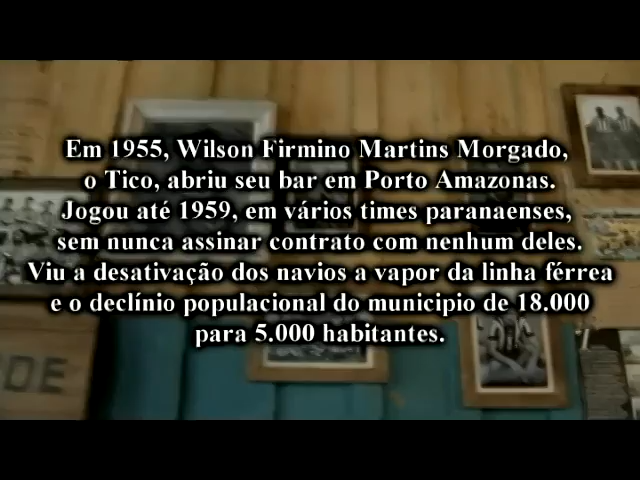 Em 1955, Wilson Firmino Martins Morgado,
o Tico, abriu seu bar em Porto Amazonas.
Jogou até 1959, em vários times paranaenses,
sem nunca assinar contrato com nenhum deles.
Viu a desativação dos navios a vapor da linha férrea
e o declínio populacional do municipio de 18.000
para 5.000 habitantes.
DE